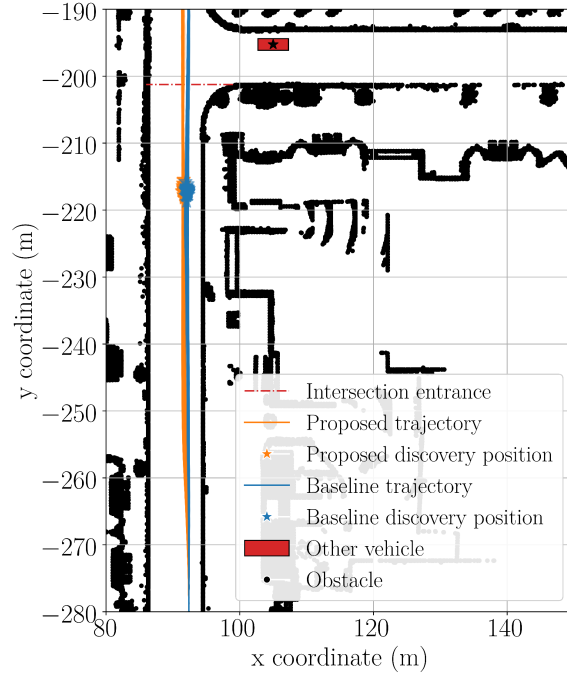 −190
−200
−210
−220
−230
−240
−250
−260
−270
−280
y coordinate (m)
80
100
120
140
x coordinate (m)
Intersection entrance
Proposed trajectory
Proposed discovery position
Baseline trajectory
Baseline discovery position
Other vehicle
Obstacle